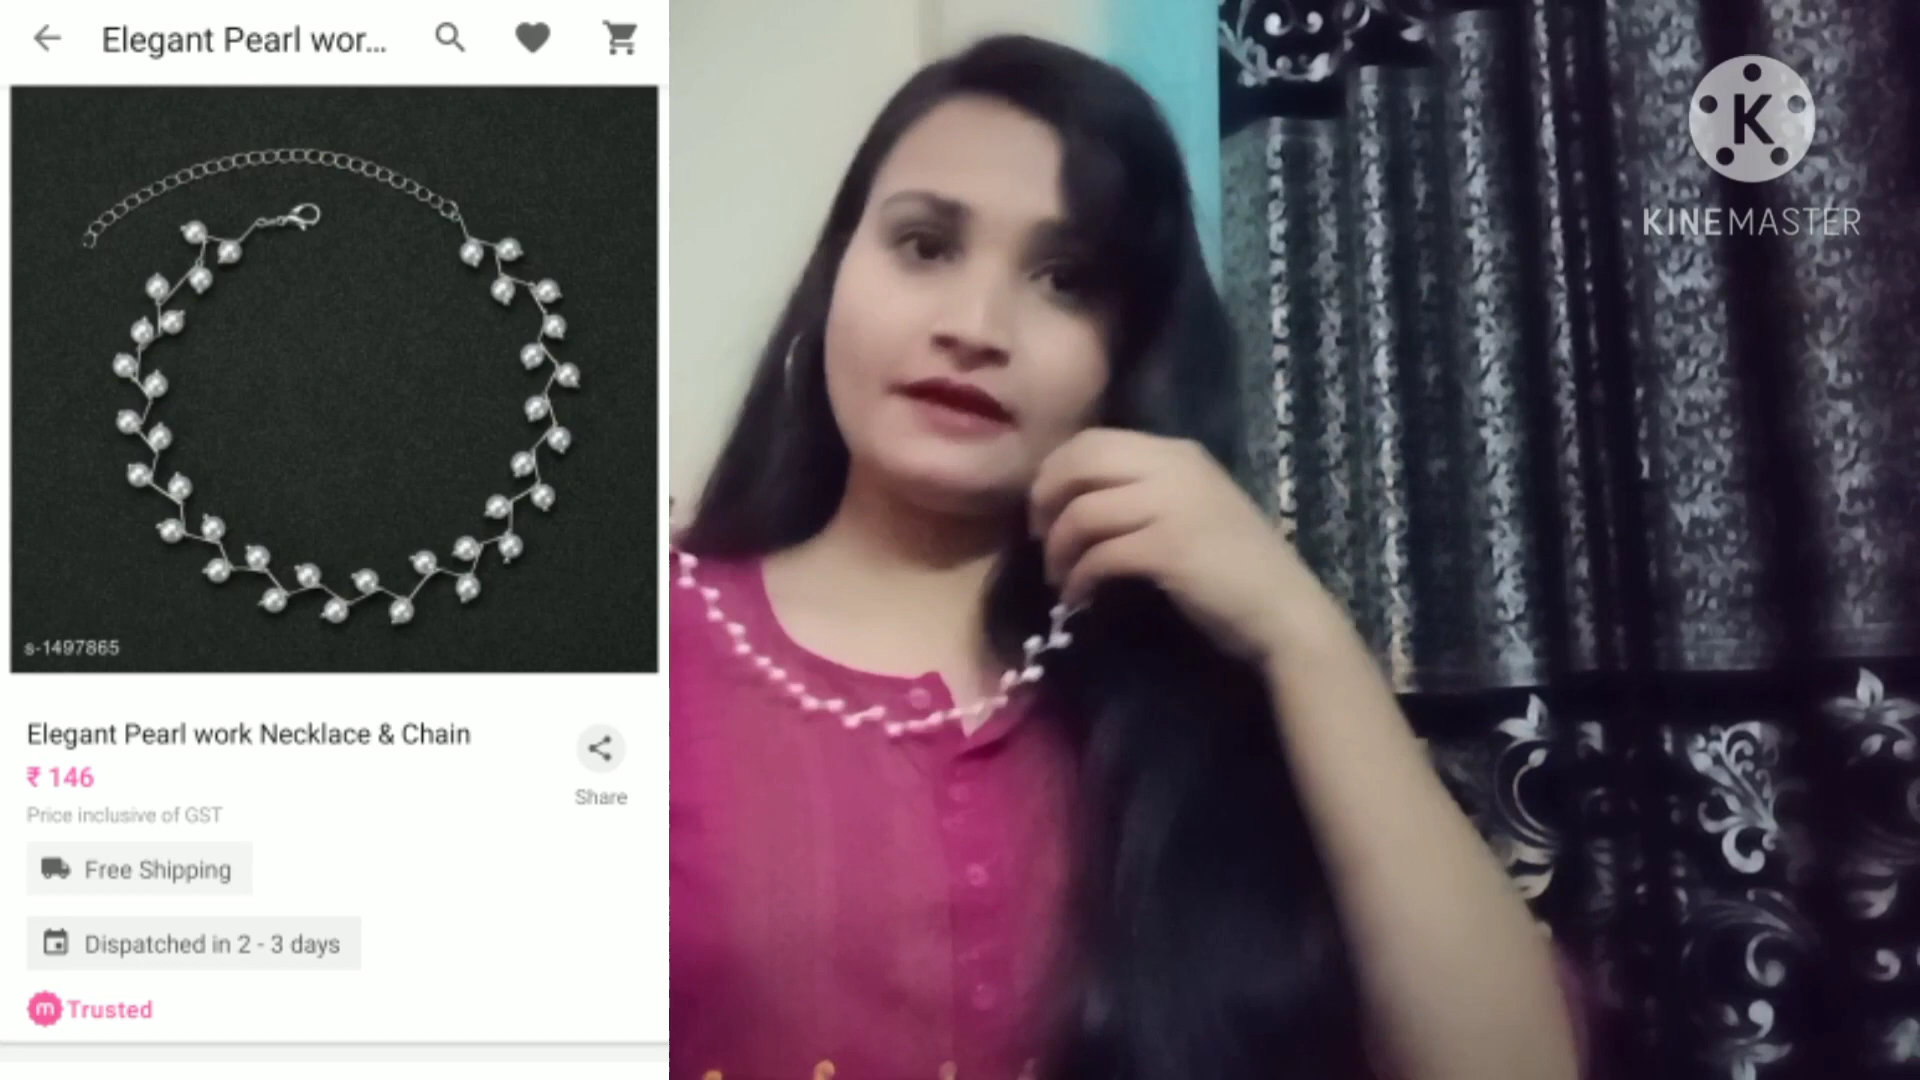 Elegant Pearl wor...
s-1497865
Elegant Pearl work Necklace & Chain
₹ 146
Price inclusive of GST
Share
Free Shipping
Dispatched in 2 - 3 days
m Trusted
K
KINEMASTER